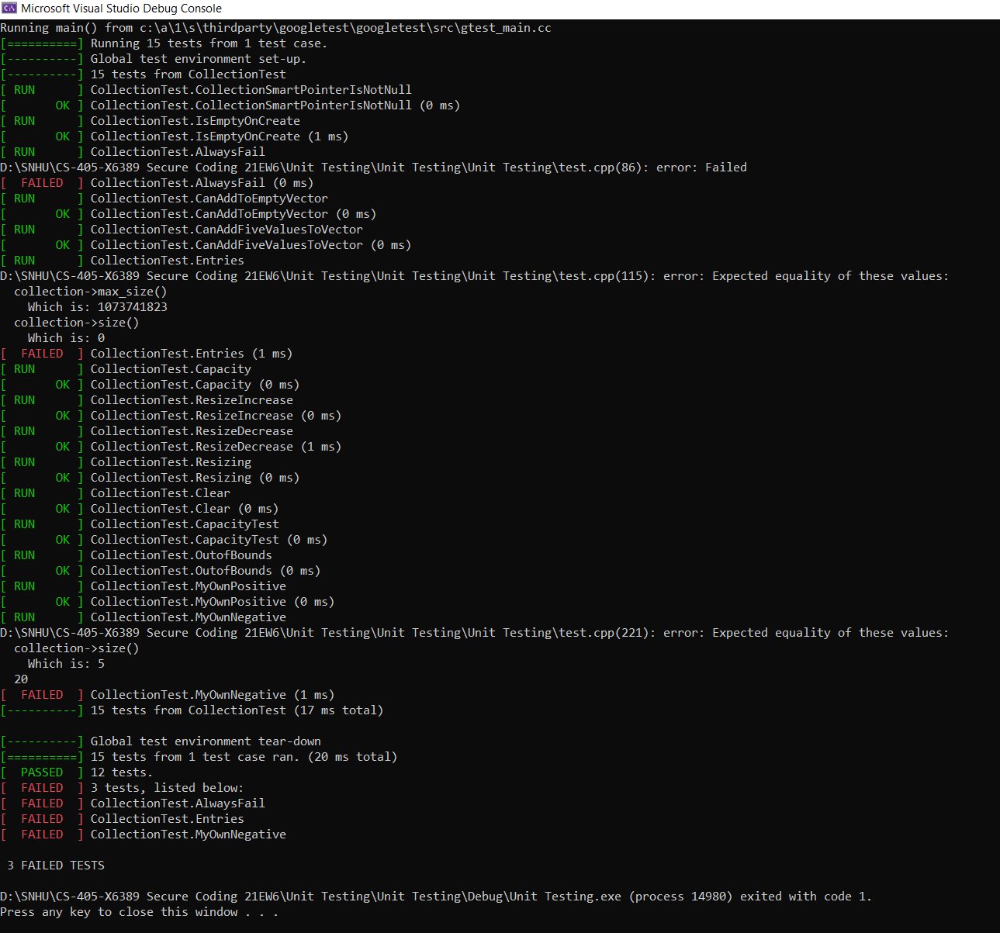 Microsoft Visual Studio Debug Console
Running main() from c:\a\1\s\thirdparty\googletest\googletest\src\gtest_main.cc
[==========] Running 15 tests from 1 test case.
[----------] Global test environment set-up.
[----------] 15 tests from CollectionTest
[ RUN      ] CollectionTest.CollectionSmartPointerIsNotNull
[       OK ] CollectionTest.CollectionSmartPointerIsNotNull (0 ms)
[ RUN      ] CollectionTest.IsEmptyOnCreate
[       OK ] CollectionTest.IsEmptyOnCreate (1 ms)
[ RUN      ] CollectionTest.AlwaysFail
D:\SNHU\CS-405-X6389 Secure Coding 21EW6\Unit Testing\Unit Testing\Unit Testing\test.cpp(86): error: Failed
[  FAILED  ] CollectionTest.AlwaysFail (0 ms)
[ RUN      ] CollectionTest.CanAddToEmptyVector
[       OK ] CollectionTest.CanAddToEmptyVector (0 ms)
[ RUN      ] CollectionTest.CanAddFiveValuesToVector
[       OK ] CollectionTest.CanAddFiveValuesToVector (0 ms)
[ RUN      ] CollectionTest.Entries
D:\SNHU\CS-405-X6389 Secure Coding 21EW6\Unit Testing\Unit Testing\Unit Testing\test.cpp(115): error: Expected equality of these values:
  collection->max_size()
    Which is: 1073741823
  collection->size()
    Which is: 0
[  FAILED  ] CollectionTest.Entries (1 ms)
[ RUN      ] CollectionTest.Capacity
[       OK ] CollectionTest.Capacity (0 ms)
[ RUN      ] CollectionTest.ResizeIncrease
[       OK ] CollectionTest.ResizeIncrease (0 ms)
[ RUN      ] CollectionTest.ResizeDecrease
[       OK ] CollectionTest.ResizeDecrease (1 ms)
[ RUN      ] CollectionTest.Resizing
[       OK ] CollectionTest.Resizing (0 ms)
[ RUN      ] CollectionTest.Clear
[       OK ] CollectionTest.Clear (0 ms)
[ RUN      ] CollectionTest.CapacityTest
[       OK ] CollectionTest.CapacityTest (0 ms)
[ RUN      ] CollectionTest.OutofBounds
[       OK ] CollectionTest.OutofBounds (0 ms)
[ RUN      ] CollectionTest.MyOwnPositive
[       OK ] CollectionTest.MyOwnPositive (0 ms)
[ RUN      ] CollectionTest.MyOwnNegative
D:\SNHU\CS-405-X6389 Secure Coding 21EW6\Unit Testing\Unit Testing\Unit Testing\test.cpp(221): error: Expected equality of these values:
  collection->size()
    Which is: 5
  20
[  FAILED  ] CollectionTest.MyOwnNegative (1 ms)
[----------] 15 tests from CollectionTest (17 ms total)
[----------] Global test environment tear-down
[==========] 15 tests from 1 test case ran. (20 ms total)
[  PASSED  ] 12 tests.
[  FAILED  ] 3 tests, listed below:
[  FAILED  ] CollectionTest.AlwaysFail
[  FAILED  ] CollectionTest.Entries
[  FAILED  ] CollectionTest.MyOwnNegative
 3 FAILED TESTS
D:\SNHU\CS-405-X6389 Secure Coding 21EW6\Unit Testing\Unit Testing\Debug\Unit Testing.exe (process 14980) exited with code 1.
Press any key to close this window . . .